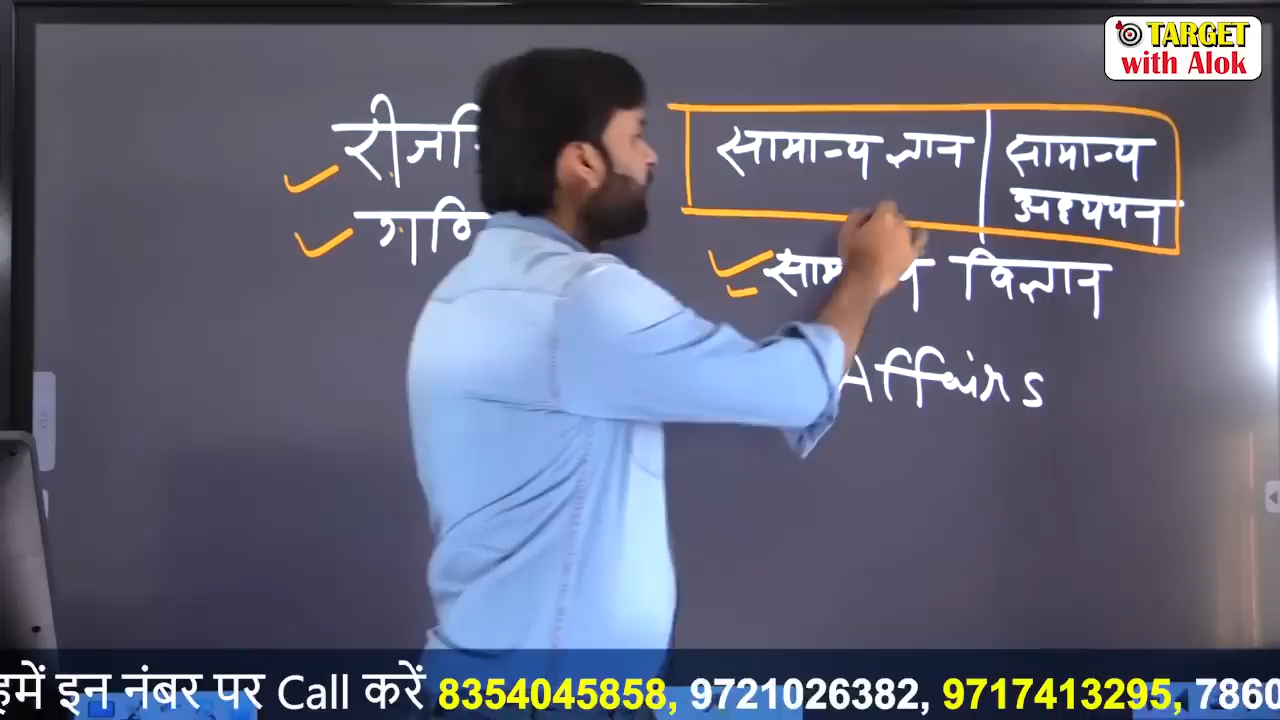 TARGET
with Alok
सामान्य ज्ञान
सामान्य
अध्ययन
विज्ञान
Affairs
हमें इन नंबर पर Call करें 8354045858, 9721026382, 9717413295, 7860